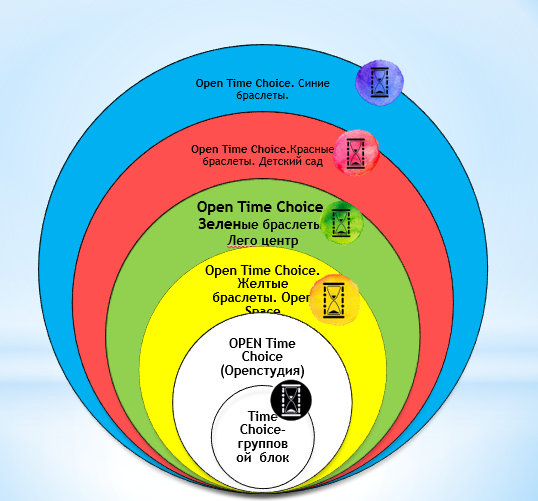 Open Time Choice. Синие
браслеты.
Open Time Choice.Красные
браслеты. Детский сад
Open Time Choice
Зеленые браслеты
Лего центр
Open Time Choice.
Желтые
браслеты. Open
Space
OPEN Time
Choice
(Openстудия)
Time
Choice-
группов
ой блок